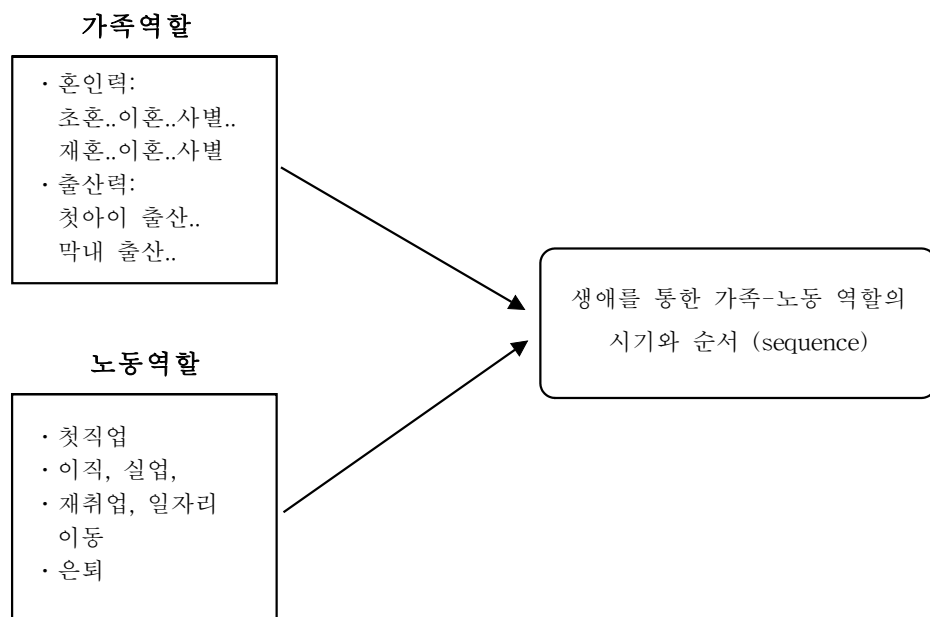 가족역할
· 혼인력:
초혼..이혼..사별..
재혼..이혼..사별
· 출산력:
첫아이 출산..
막내 출산..
노동역할
· 첫직업
· 이직, 실업,
· 재취업, 일자리
이동
· 은퇴
생애를 통한 가족-노동 역할의
시기와 순서 (sequence)